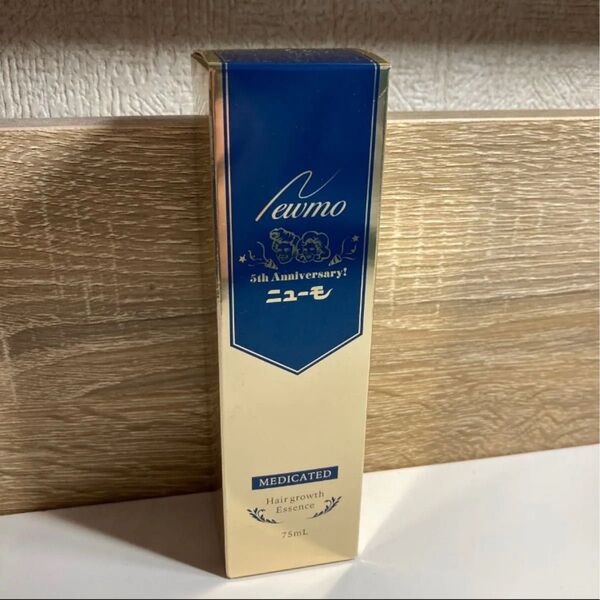 Newmo
5th Anniversary!
ニューモ
MEDICATED
Hair growth
Essence
75mL